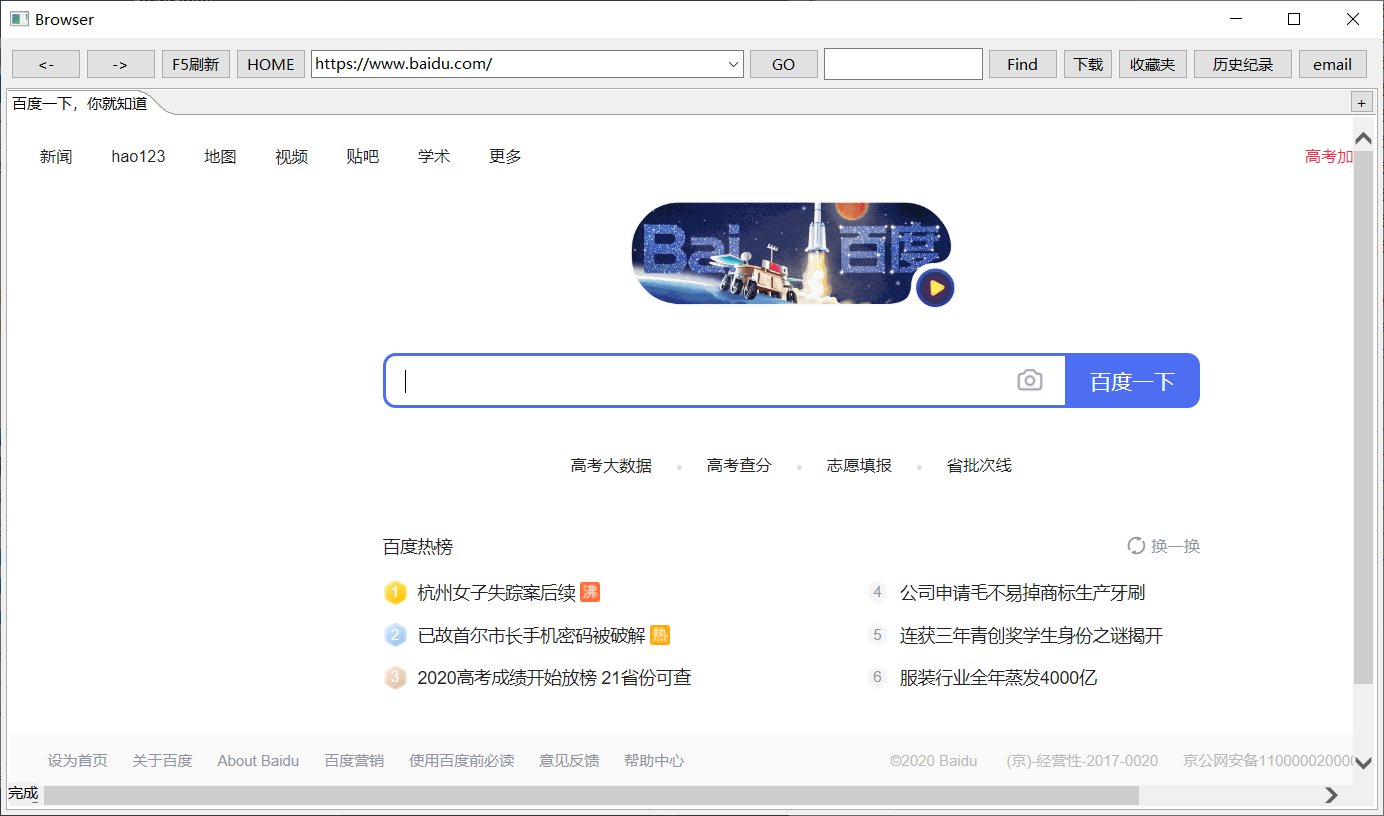 Browser
<- -> F5刷新 HOME https://www.baidu.com/ GO Find 下载 收藏夹 历史纪录 email
百度一下，你就知道 +
新闻 hao123 地图 视频 贴吧 学术 更多 高考加
Bai 百度
百度一下
高考大数据 高考查分 志愿填报 省批次线
百度热榜 换一换
1 杭州女子失踪案后续 沸 4 公司申请毛不易掉商标生产牙刷
2 已故首尔市长手机密码被破解 热 5 连获三年青创奖学生身份之谜揭开
3 2020高考成绩开始放榜 21省份可查 6 服装行业全年蒸发4000亿
设为首页 关于百度 About Baidu 百度营销 使用百度前必读 意见反馈 帮助中心 ©2020 Baidu (京)-经营性-2017-0020 京公网安备11000002000
完成